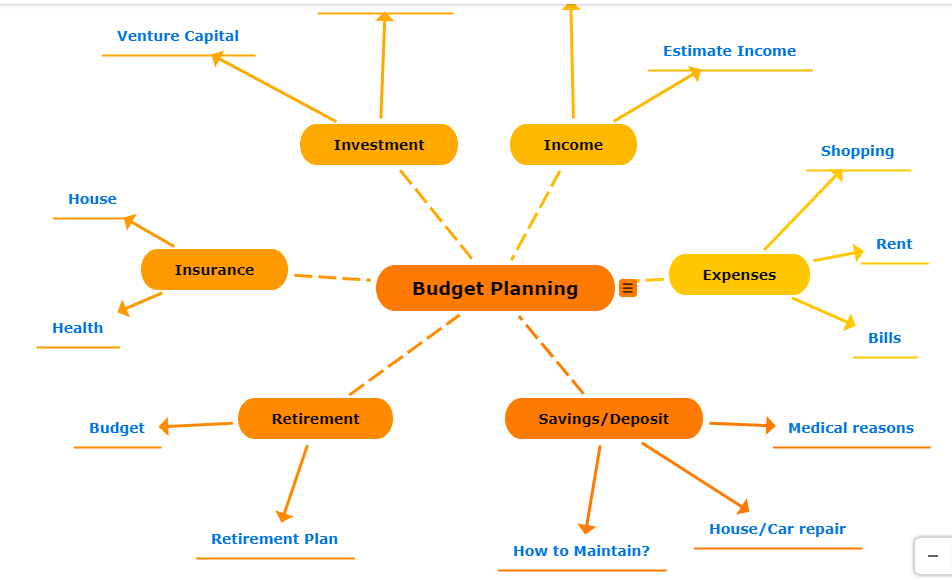 Venture Capital
Estimate Income
Investment
Income
Shopping
House
Rent
Insurance
Expenses
Budget Planning
Health
Bills
Retirement
Savings/Deposit
Budget
Medical reasons
Retirement Plan
House/Car repair
How to Maintain?